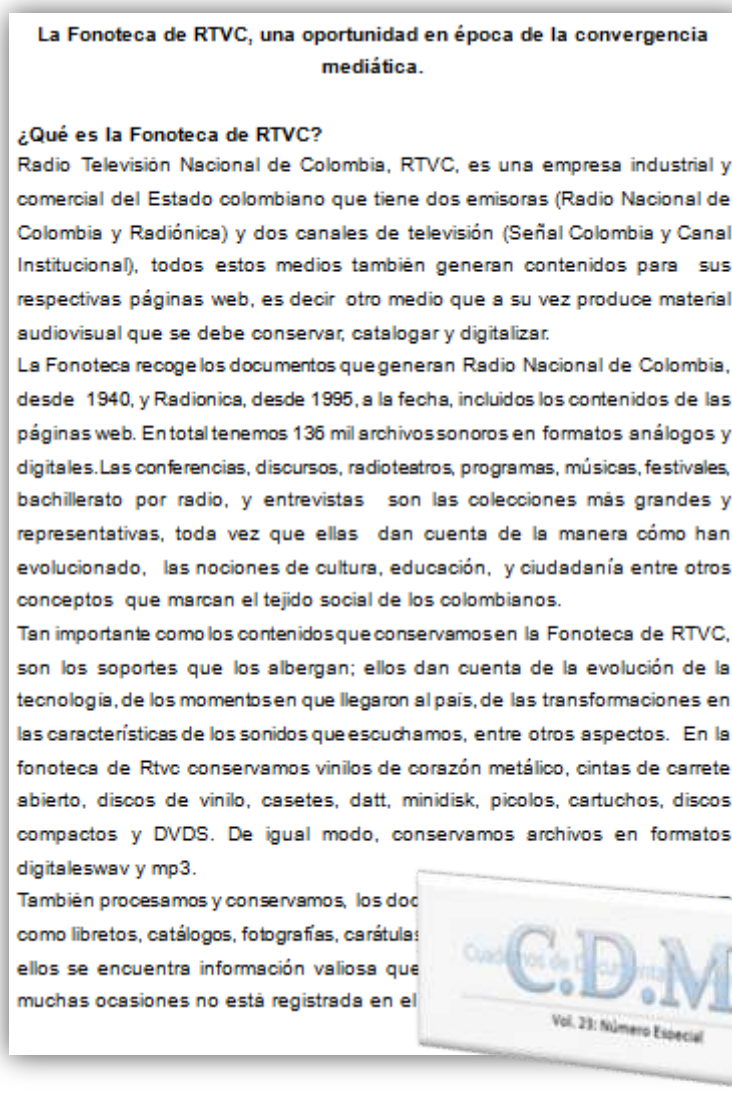 La Fonoteca de RTVC, una oportunidad en época de la convergencia
mediática.
¿Qué es la Fonoteca de RTVC?
Radio Televisión Nacional de Colombia, RTVC, es una empresa industrial y
comercial del Estado colombiano que tiene dos emisoras (Radio Nacional de
Colombia y Radiónica) y dos canales de televisión (Señal Colombia y Canal
Institucional), todos estos medios también generan contenidos para sus
respectivas páginas web, es decir otro medio que a su vez produce material
audiovisual que se debe conservar, catalogar y digitalizar.
La Fonoteca recoge los documentos que generan Radio Nacional de Colombia,
desde 1940, y Radionica, desde 1995, a la fecha, incluidos los contenidos de las
páginas web. En total tenemos 136 mil archivos sonoros en formatos análogos y
digitales. Las conferencias, discursos, radioteatros, programas, músicas, festivales,
bachillerato por radio, y entrevistas son las colecciones más grandes y
representativas, toda vez que ellas dan cuenta de la manera cómo han
evolucionado, las nociones de cultura, educación, y ciudadanía entre otros
conceptos que marcan el tejido social de los colombianos.
Tan importante como los contenidos que conservamos en la Fonoteca de RTVC,
son los soportes que los albergan; ellos dan cuenta de la evolución de la
tecnología, de los momentos en que llegaron al país, de las transformaciones en
las características de los sonidos que escuchamos, entre otros aspectos. En la
fonoteca de Rtvc conservamos vinilos de corazón metálico, cintas de carrete
abierto, discos de vinilo, casetes, datt, minidisk, picolos, cartuchos, discos
compactos y DVDS. De igual modo, conservamos archivos en formatos
digitaleswav y mp3.
También procesamos y conservamos, los doc
como libretos, catálogos, fotografías, carátulas
ellos se encuentra información valiosa que
muchas ocasiones no está registrada en el
Cuadernos de
C.D.M
Vol. 23: Número Especial